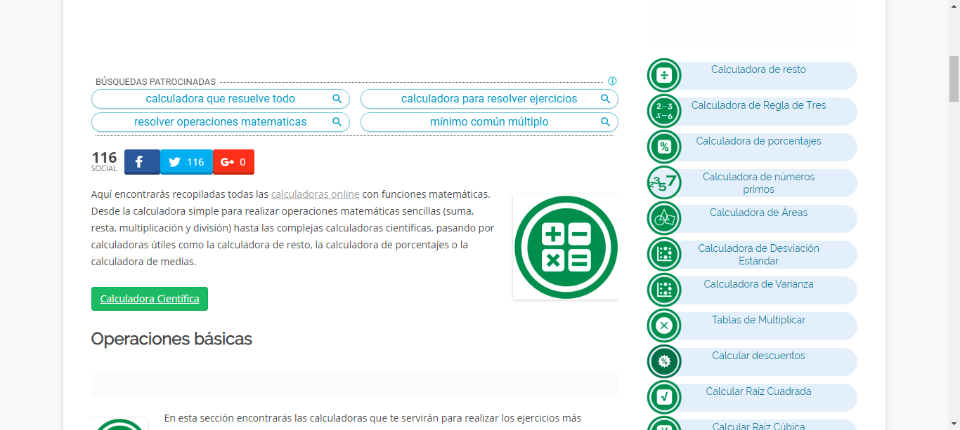 BÚSQUEDAS PATROCINADAS
calculadora que resuelve todo
calculadora para resolver ejercicios
resolver operaciones matematicas
mínimo común múltiplo
116
SOCIAL
116
0
Aquí encontrarás recopiladas todas las calculadoras online con funciones matemáticas.
Desde la calculadora simple para realizar operaciones matemáticas sencillas (suma,
resta, multiplicación y división) hasta las complejas calculadoras científicas, pasando por
calculadoras útiles como la calculadora de resto, la calculadora de porcentajes o la
calculadora de medias.
Calculadora Científica
Operaciones básicas
En esta sección encontrarás las calculadoras que te servirán para realizar los ejercicios más
Calculadora de resto
Calculadora de Regla de Tres
Calculadora de porcentajes
Calculadora de números
primos
Calculadora de Áreas
Calculadora de Desviación
Estándar
Calculadora de Varianza
Tablas de Multiplicar
Calcular descuentos
Calcular Raíz Cuadrada
Calcular Raíz Cúbica